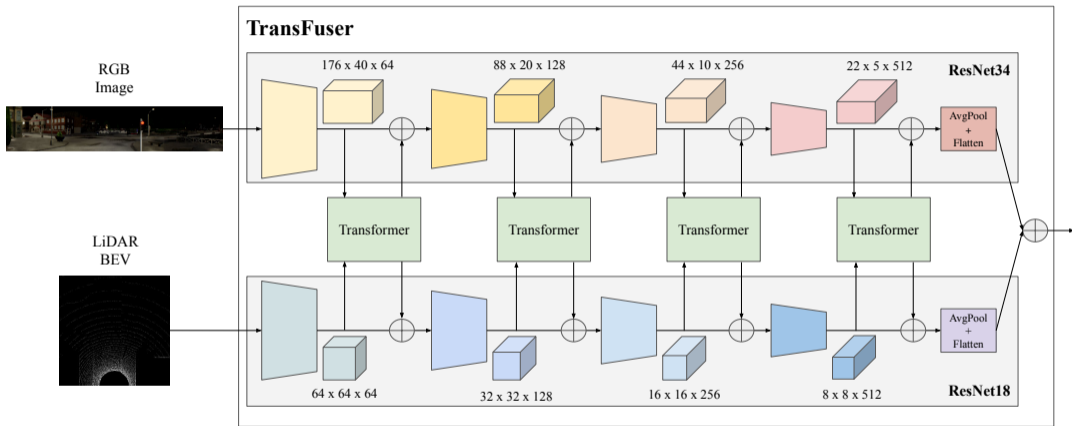 TransFuser
RGB
Image
176 x 40 x 64
88 x 20 x 128
44 x 10 x 256
22 x 5 x 512
ResNet34
AvgPool
+
Flatten
Transformer
Transformer
Transformer
Transformer
LiDAR
BEV
AvgPool
+
Flatten
64 x 64 x 64
32 x 32 x 128
16 x 16 x 256
8 x 8 x 512
ResNet18